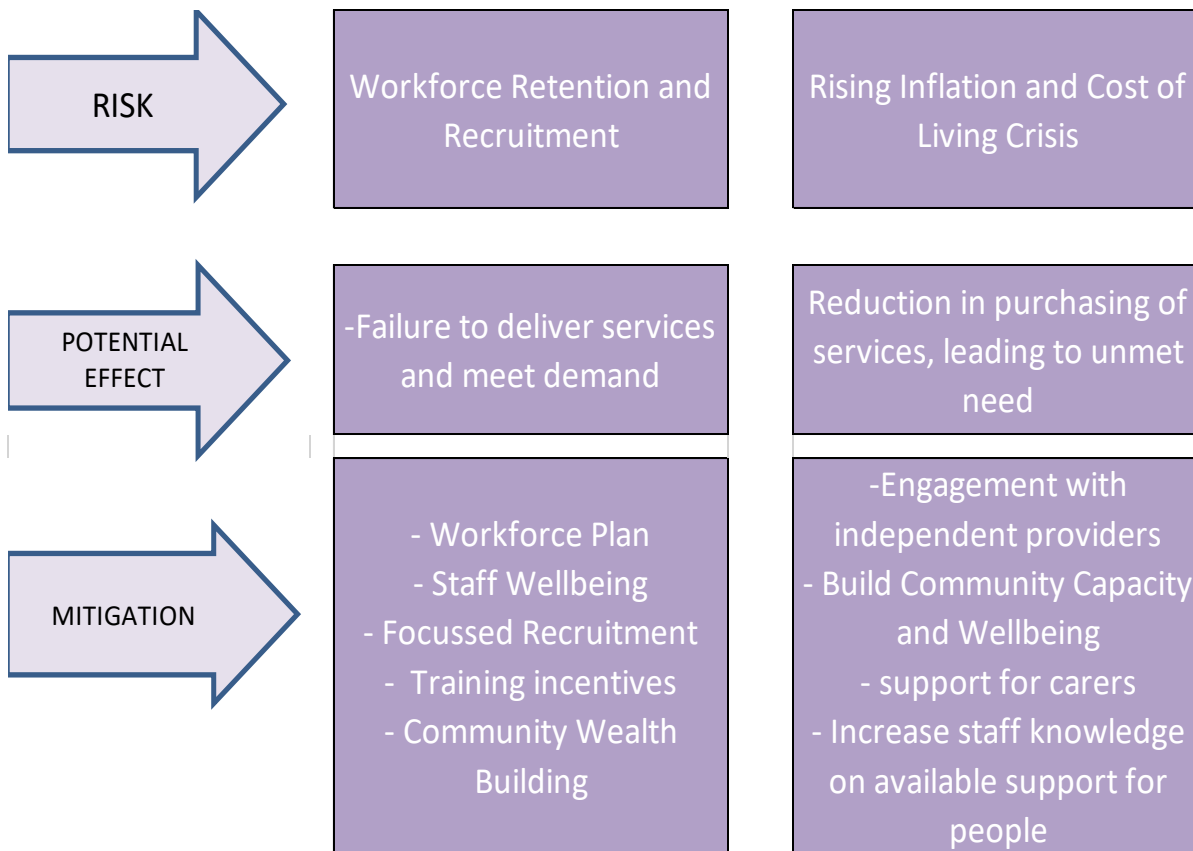 RISK
Workforce Retention and
Recruitment
Rising Inflation and Cost of
Living Crisis
POTENTIAL
EFFECT
-Failure to deliver services
and meet demand
Reduction in purchasing of
services, leading to unmet
need
MITIGATION
- Workforce Plan
- Staff Wellbeing
- Focussed Recruitment
- Training incentives
- Community Wealth
Building
-Engagement with
independent providers
- Build Community Capacity
and Wellbeing
- support for carers
- Increase staff knowledge
on available support for
people